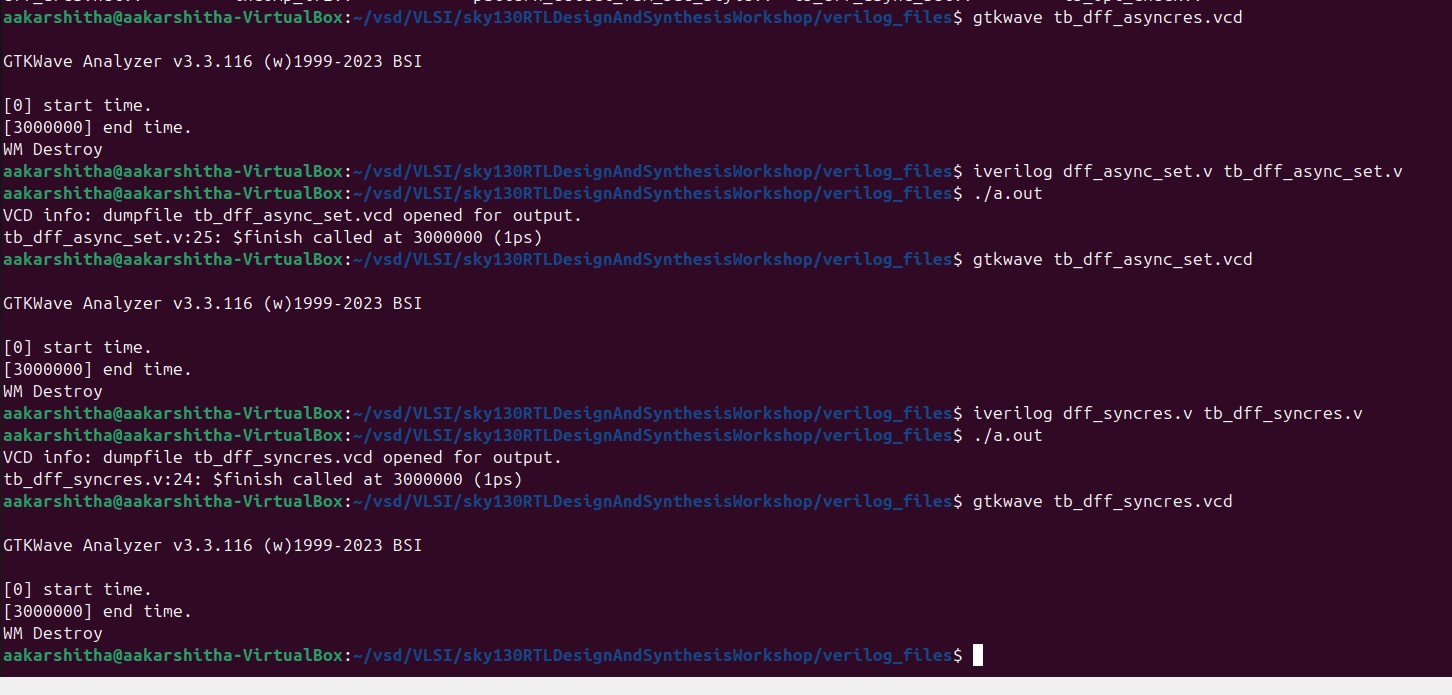 aakarshitha@aakarshitha-VirtualBox:~/vsd/VLSI/sky130RTLDesignAndSynthesisWorkshop/verilog_files$ gtkwave tb_dff_asyncres.vcd
GTKWave Analyzer v3.3.116 (w)1999-2023 BSI
[0] start time.
[3000000] end time.
WM Destroy
aakarshitha@aakarshitha-VirtualBox:~/vsd/VLSI/sky130RTLDesignAndSynthesisWorkshop/verilog_files$ iverilog dff_async_set.v tb_dff_async_set.v
aakarshitha@aakarshitha-VirtualBox:~/vsd/VLSI/sky130RTLDesignAndSynthesisWorkshop/verilog_files$ ./a.out
VCD info: dumpfile tb_dff_async_set.vcd opened for output.
tb_dff_async_set.v:25: $finish called at 3000000 (1ps)
aakarshitha@aakarshitha-VirtualBox:~/vsd/VLSI/sky130RTLDesignAndSynthesisWorkshop/verilog_files$ gtkwave tb_dff_async_set.vcd
GTKWave Analyzer v3.3.116 (w)1999-2023 BSI
[0] start time.
[3000000] end time.
WM Destroy
aakarshitha@aakarshitha-VirtualBox:~/vsd/VLSI/sky130RTLDesignAndSynthesisWorkshop/verilog_files$ iverilog dff_syncres.v tb_dff_syncres.v
aakarshitha@aakarshitha-VirtualBox:~/vsd/VLSI/sky130RTLDesignAndSynthesisWorkshop/verilog_files$ ./a.out
VCD info: dumpfile tb_dff_syncres.vcd opened for output.
tb_dff_syncres.v:24: $finish called at 3000000 (1ps)
aakarshitha@aakarshitha-VirtualBox:~/vsd/VLSI/sky130RTLDesignAndSynthesisWorkshop/verilog_files$ gtkwave tb_dff_syncres.vcd
GTKWave Analyzer v3.3.116 (w)1999-2023 BSI
[0] start time.
[3000000] end time.
WM Destroy
aakarshitha@aakarshitha-VirtualBox:~/vsd/VLSI/sky130RTLDesignAndSynthesisWorkshop/verilog_files$